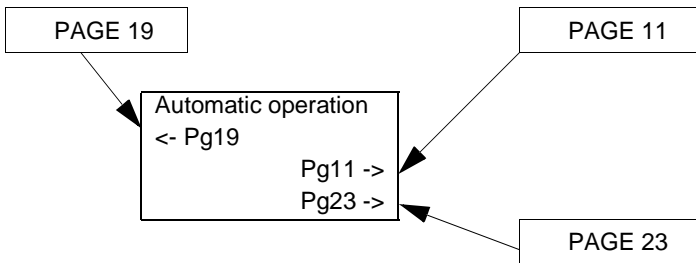 PAGE 19
PAGE 11
Automatic operation
<- Pg19
Pg11 ->
Pg23 ->
PAGE 23